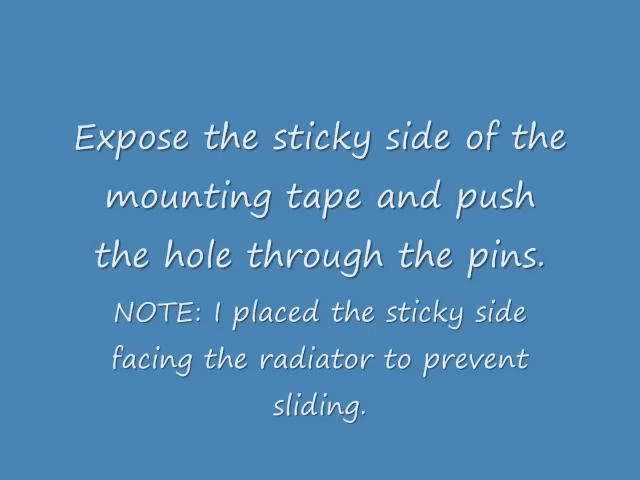 Expose the sticky side of the
mounting tape and push
the hole through the pins.
NOTE: I placed the sticky side
facing the radiator to prevent
sliding.